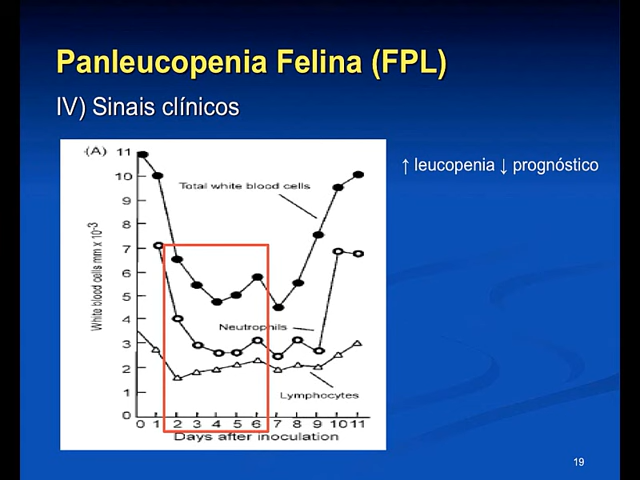 Panleucopenia Felina (FPL)
IV) Sinais clínicos
(A)
11
10
9
8
7
6
5
4
3
2
1
0
White blood cells mm x 10-3
Total white blood cells
Neutrophils
Lymphocytes
0 1 2 3 4 5 6 7 8 9 10 11
Days after inoculation
↑ leucopenia ↓ prognóstico
19